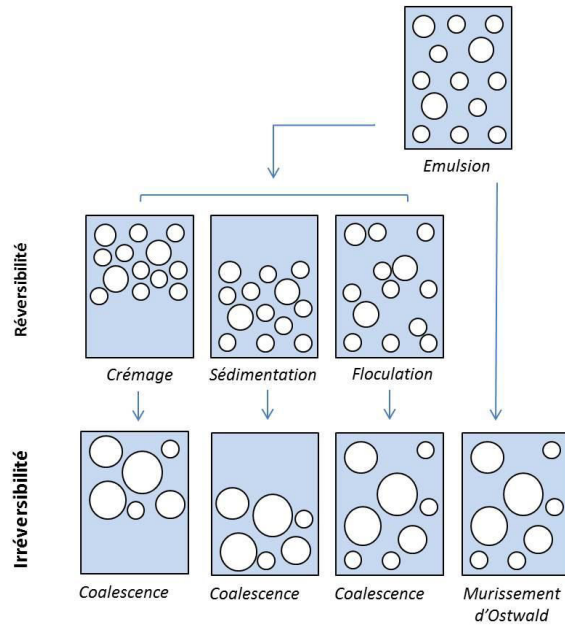 Emulsion
Réversibilité
Crémage
Sédimentation
Floculation
Irréversibilité
Coalescence
Coalescence
Coalescence
Murissement
d'Ostwald